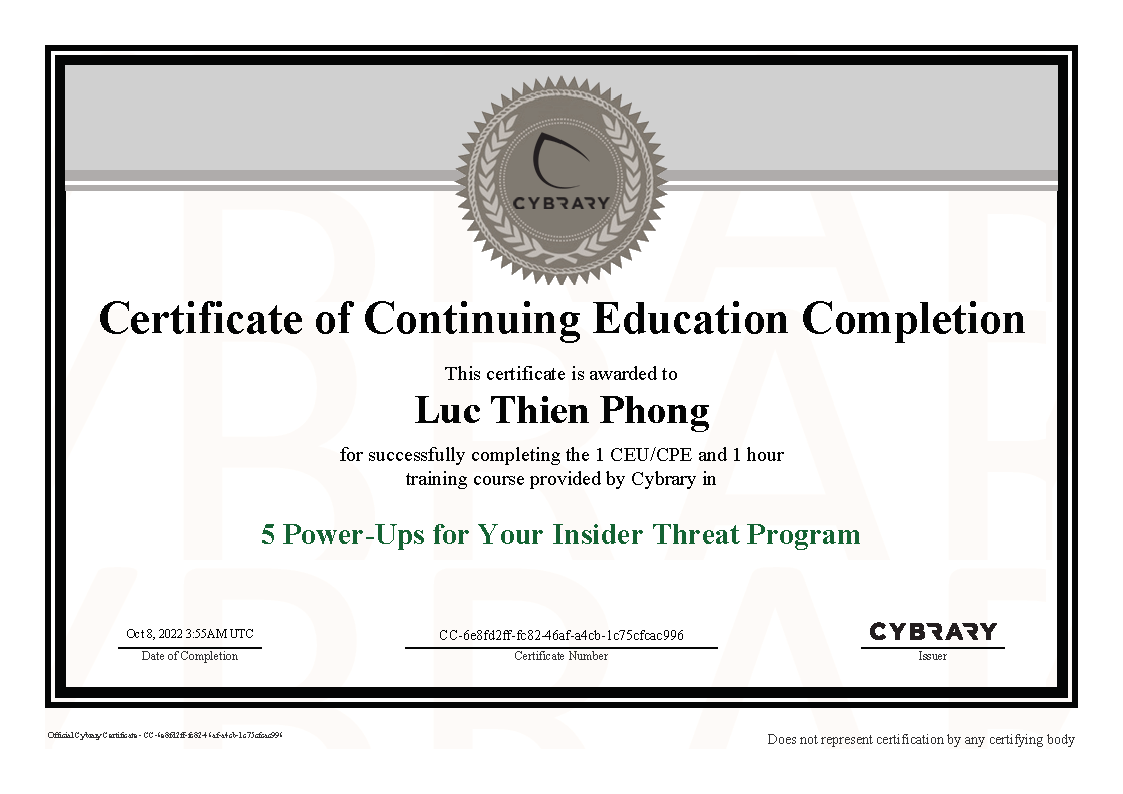 CYBRARY
Certificate of Continuing Education Completion
This certificate is awarded to
Luc Thien Phong
for successfully completing the 1 CEU/CPE and 1 hour
training course provided by Cybrary in
5 Power-Ups for Your Insider Threat Program
Oct 8, 2022 3:55AM UTC
Date of Completion
CC-6e8fd2ff-fc82-46af-a4cb-1c75cfcac996
Certificate Number
CYBRARY
Issuer
Official Cybrary Certificate - CC-6e8fd2ff-fc82-46af-a4cb-1c75cfcac996
Does not represent certification by any certifying body